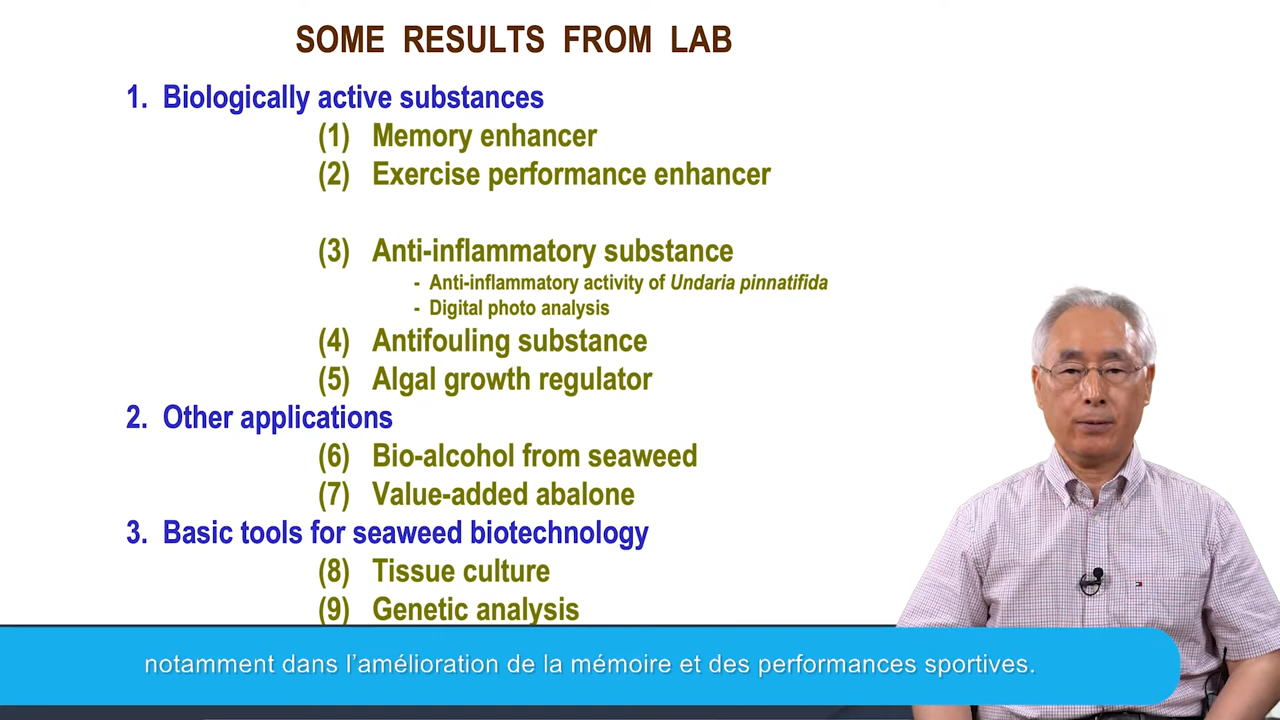 SOME RESULTS FROM LAB
1. Biologically active substances
(1) Memory enhancer
(2) Exercise performance enhancer
(3) Anti-inflammatory substance
- Anti-inflammatory activity of Undaria pinnatifida
- Digital photo analysis
(4) Antifouling substance
(5) Algal growth regulator
2. Other applications
(6) Bio-alcohol from seaweed
(7) Value-added abalone
3. Basic tools for seaweed biotechnology
(8) Tissue culture
(9) Genetic analysis
notamment dans l’amélioration de la mémoire et des performances sportives.